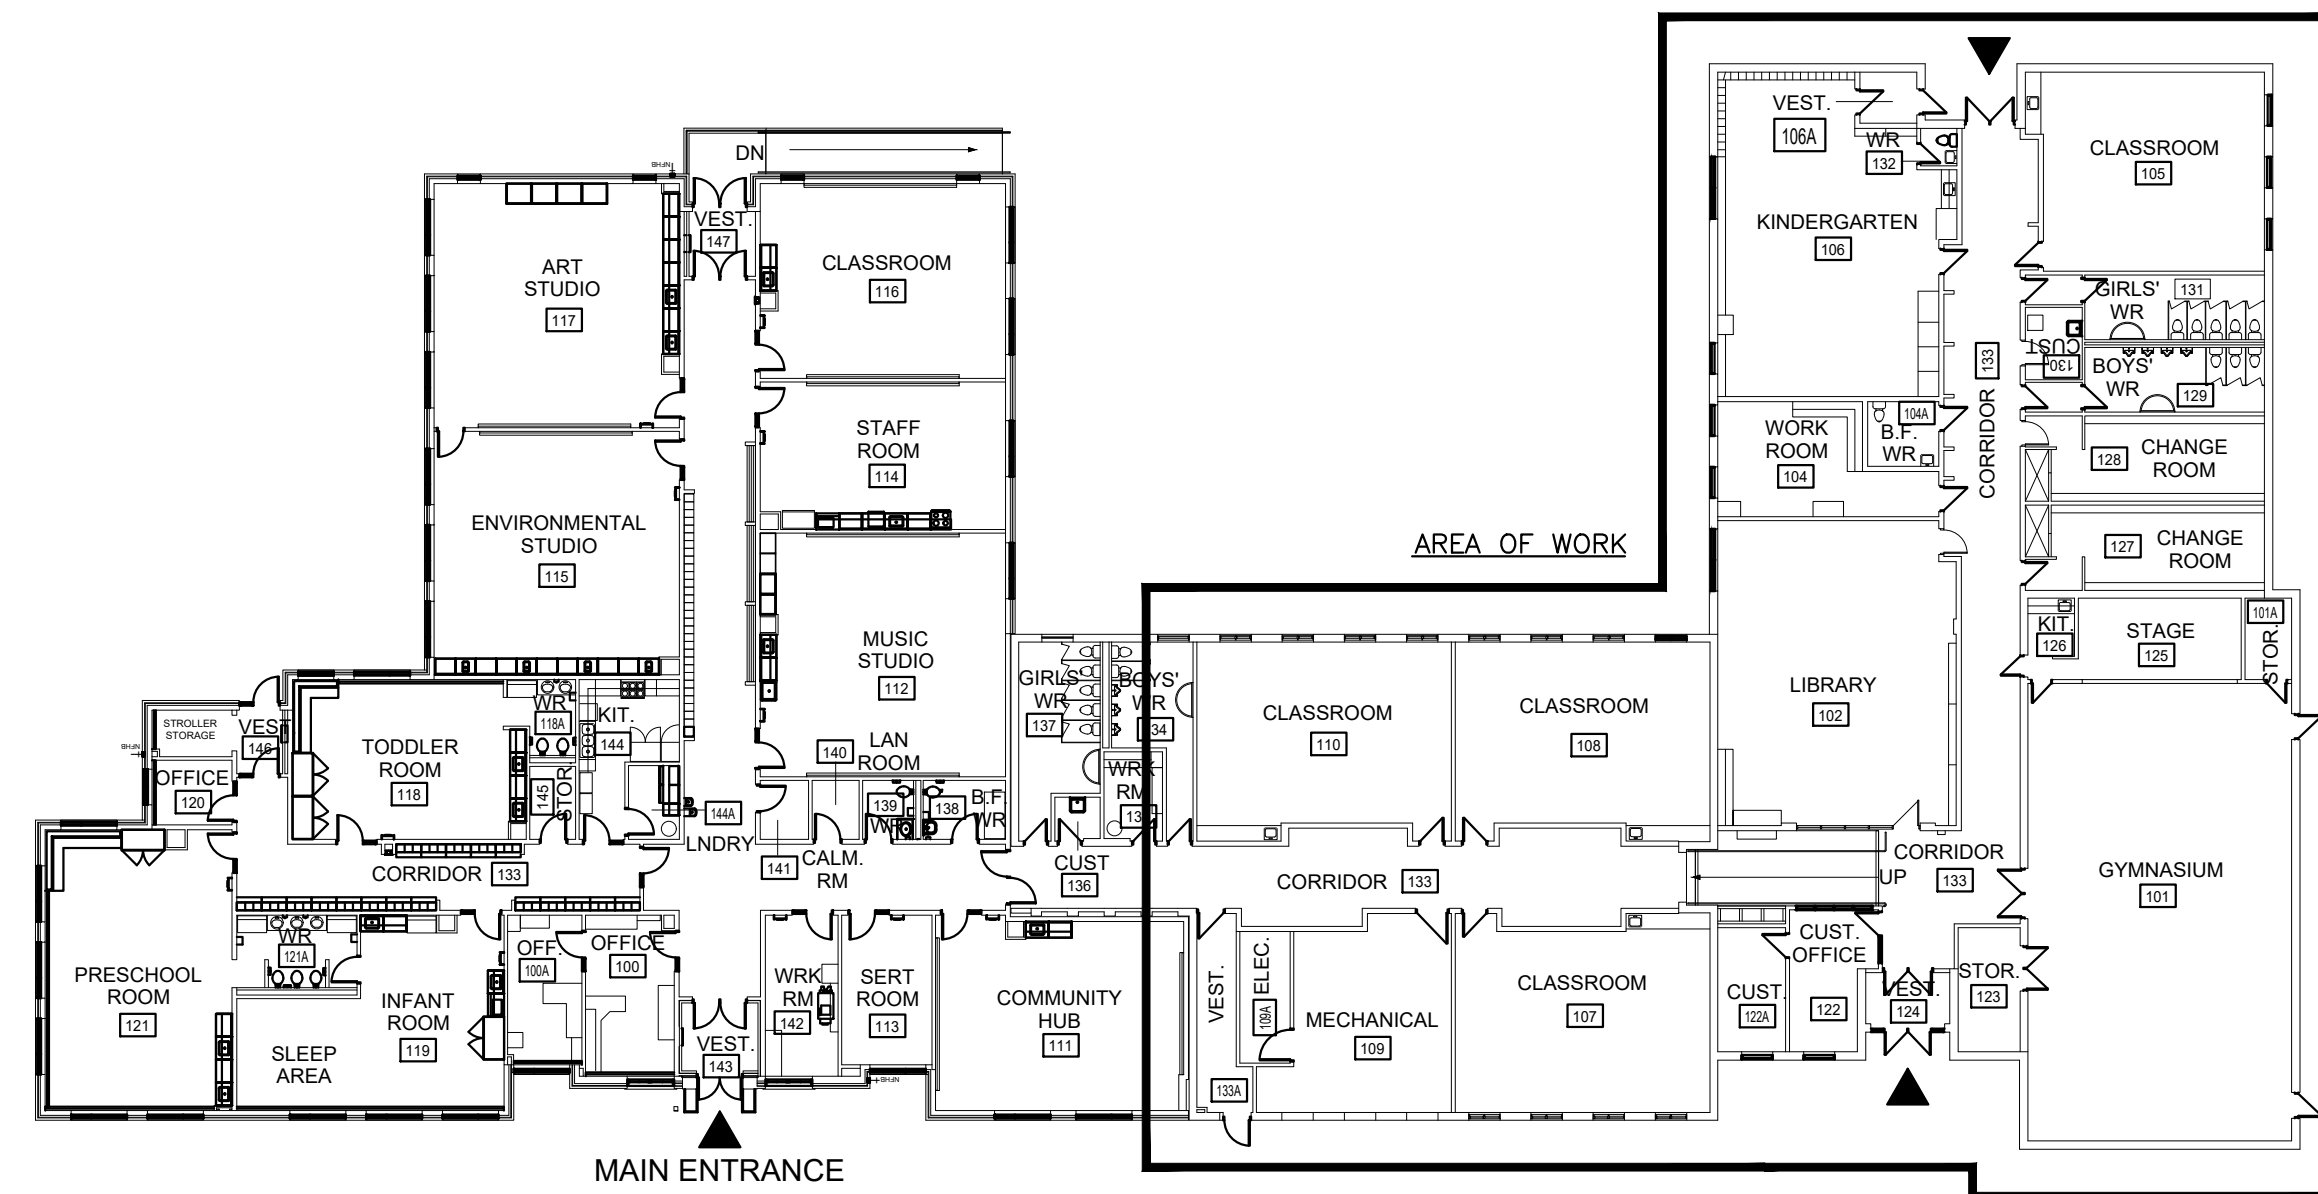 VEST.
106A
WR
132
CLASSROOM
105
KINDERGARTEN
106
DN
NFHB
VEST.
147
ART
STUDIO
117
CLASSROOM
116
GIRLS'
WR
131
CUST
130
BOYS'
WR
129
CORRIDOR
133
WORK
ROOM
104
104A
B.F.
WR
CHANGE
ROOM
128
STAFF
ROOM
114
ENVIRONMENTAL
STUDIO
115
AREA OF WORK
127
CHANGE
ROOM
KIT.
126
STAGE
125
101A
STOR.
MUSIC
STUDIO
112
GIRLS'
WR
137
BOYS'
WR
134
CLASSROOM
110
CLASSROOM
108
LIBRARY
102
STROLLER
STORAGE
VEST
146
NFHB
OFFICE
120
TODDLER
ROOM
118
WR
118A
145
STOR.
KIT.
144
144A
LNDRY
140
LAN
ROOM
139
WR
138
B.F.
WR
WRK
RM
141
CALM.
RM
CUST
136
CORRIDOR
133
CORRIDOR
133
UP
CORRIDOR
133
GYMNASIUM
101
WR
121A
PRESCHOOL
ROOM
121
SLEEP
AREA
INFANT
ROOM
119
OFF.
100A
OFFICE
100
VEST.
143
WRK
RM
142
SERT
ROOM
113
NFHB
COMMUNITY
HUB
111
VEST.
133A
ELEC.
109A
MECHANICAL
109
CLASSROOM
107
CUST.
122A
CUST.
OFFICE
122
VEST.
124
STOR.
123
MAIN ENTRANCE